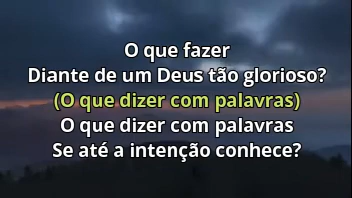 O que fazer
Diante de um Deus tão glorioso?
(O que dizer com palavras)
O que dizer com palavras
Se até a intenção conhece?